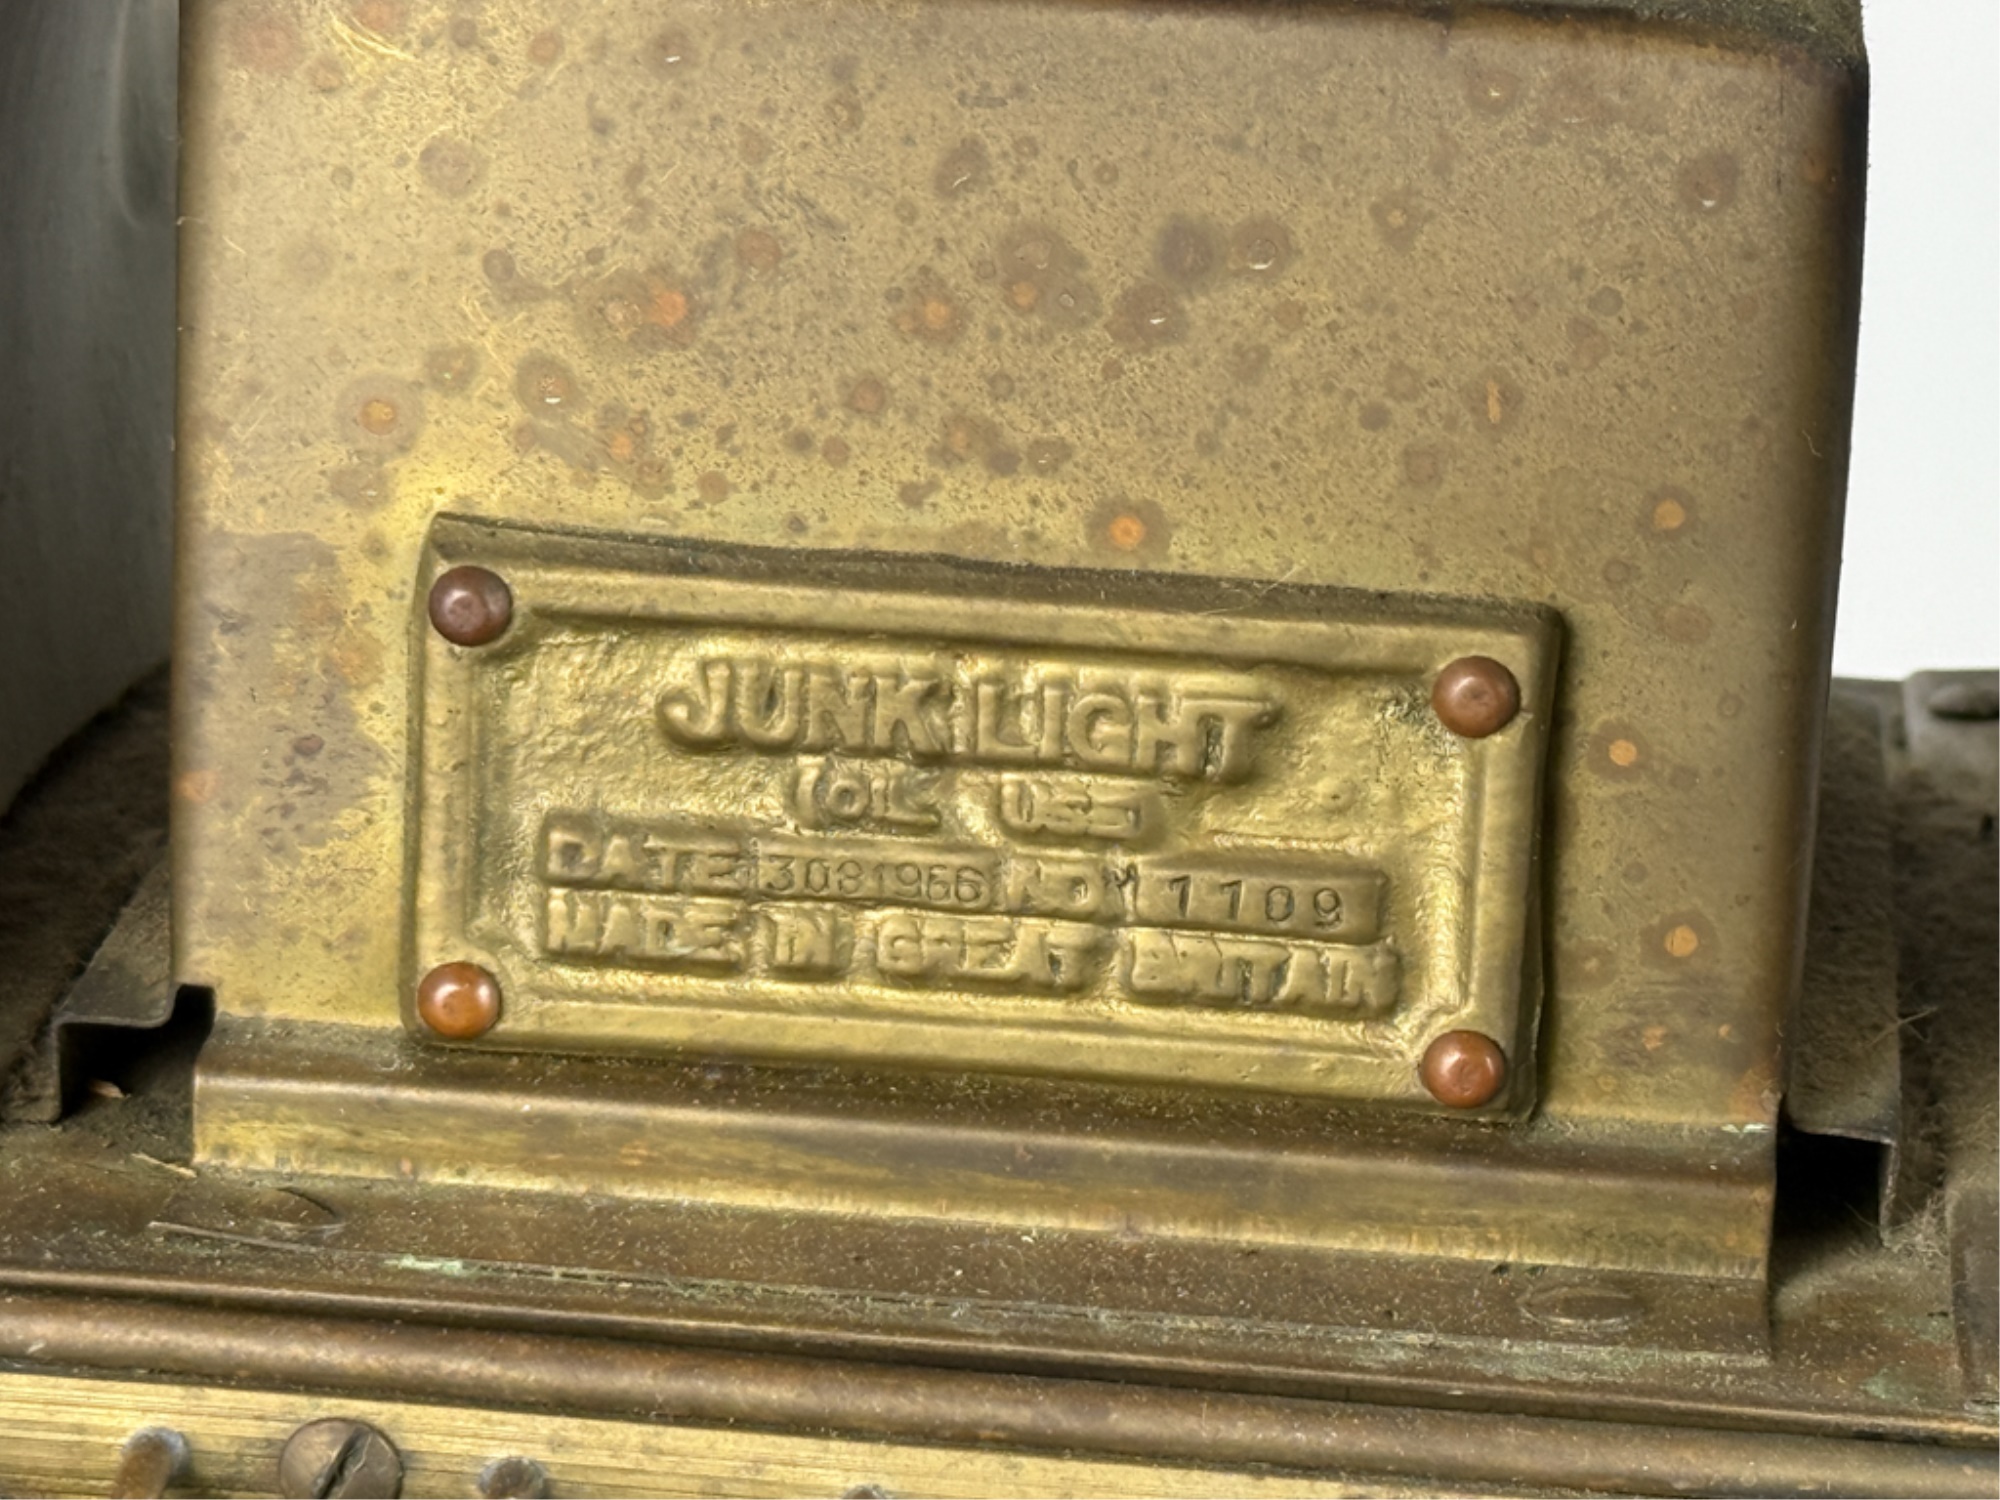 JUNK LIGHT
OIL USE
DATE 3081966 NO 1109
MADE IN GREAT BRITAIN